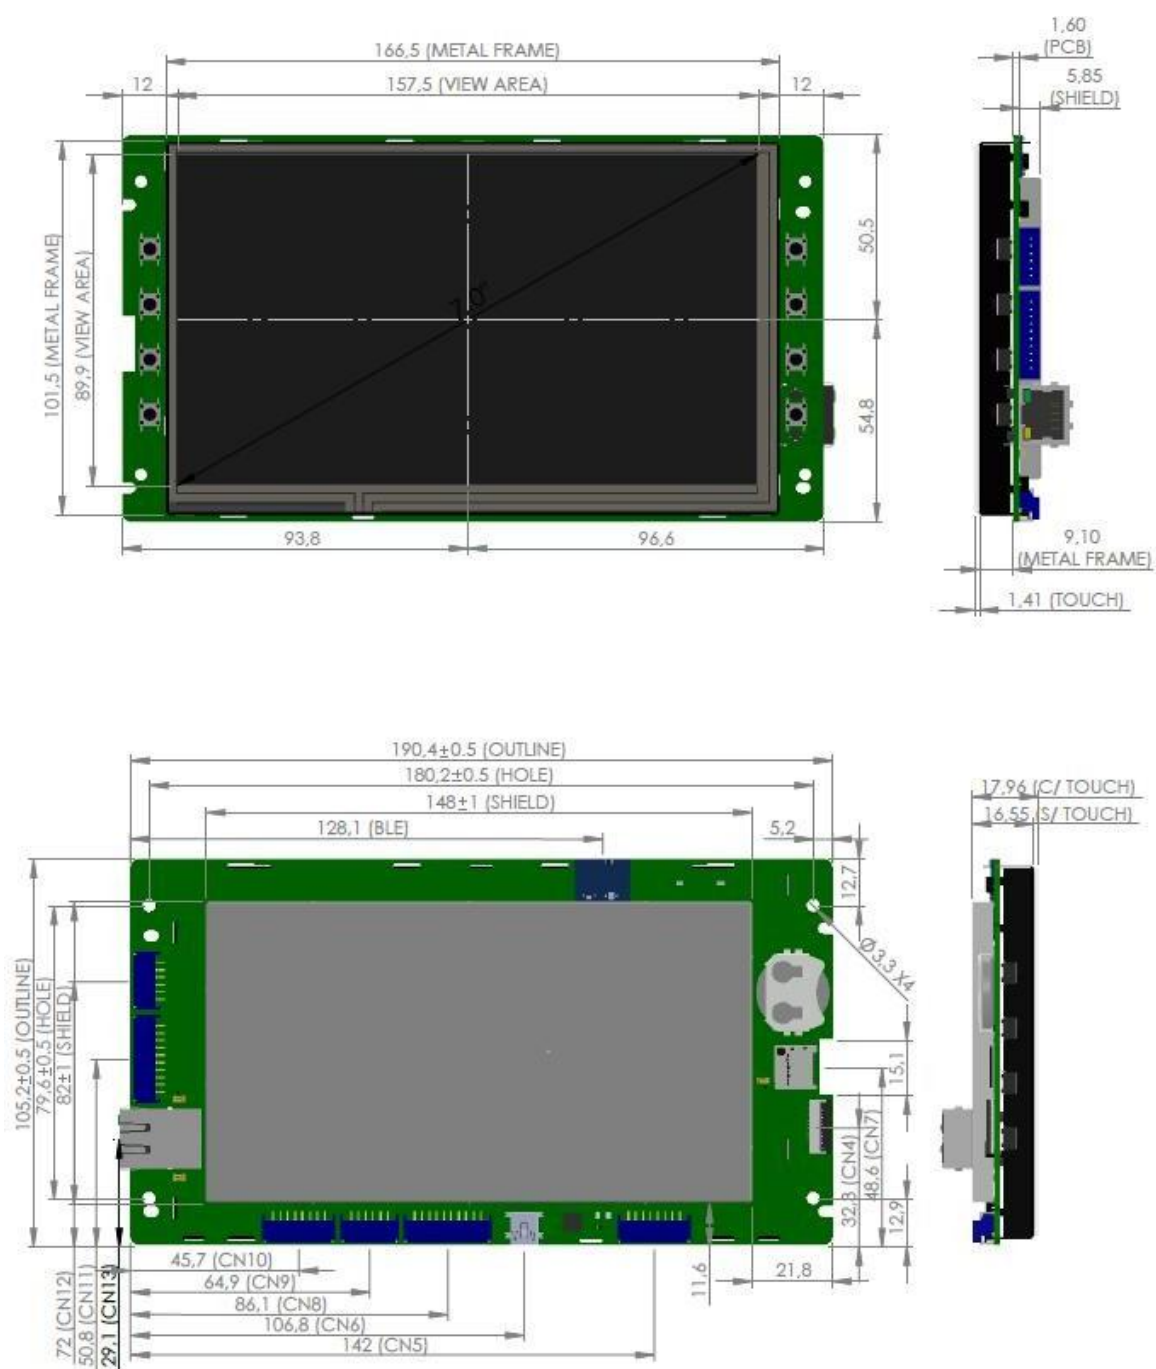 166,5 (METAL FRAME)
12
157,5 (VIEW AREA)
12
1,60
(PCB)
5,85
(SHIELD)
101,5 (METAL FRAME)
89,9 (VIEW AREA)
7.0"
50,5
54,8
93,8
96,6
9,10
(METAL FRAME)
1,41 (TOUCH)
190,4±0.5 (OUTLINE)
180,2±0.5 (HOLE)
148±1 (SHIELD)
128,1 (BLE)
5,2
17,96 (C/ TOUCH)
16,55 (S/ TOUCH)
12,7
Ø3,3 X4
105,2±0.5 (OUTLINE)
79,6±0.5 (HOLE)
82±1 (SHIELD)
15,1
32,8 (CN4)
48,6 (CN7)
12,9
72 (CN12)
50,8 (CN11)
29,1 (CN13)
45,7 (CN10)
64,9 (CN9)
86,1 (CN8)
106,8 (CN6)
142 (CN5)
11,6
21,8